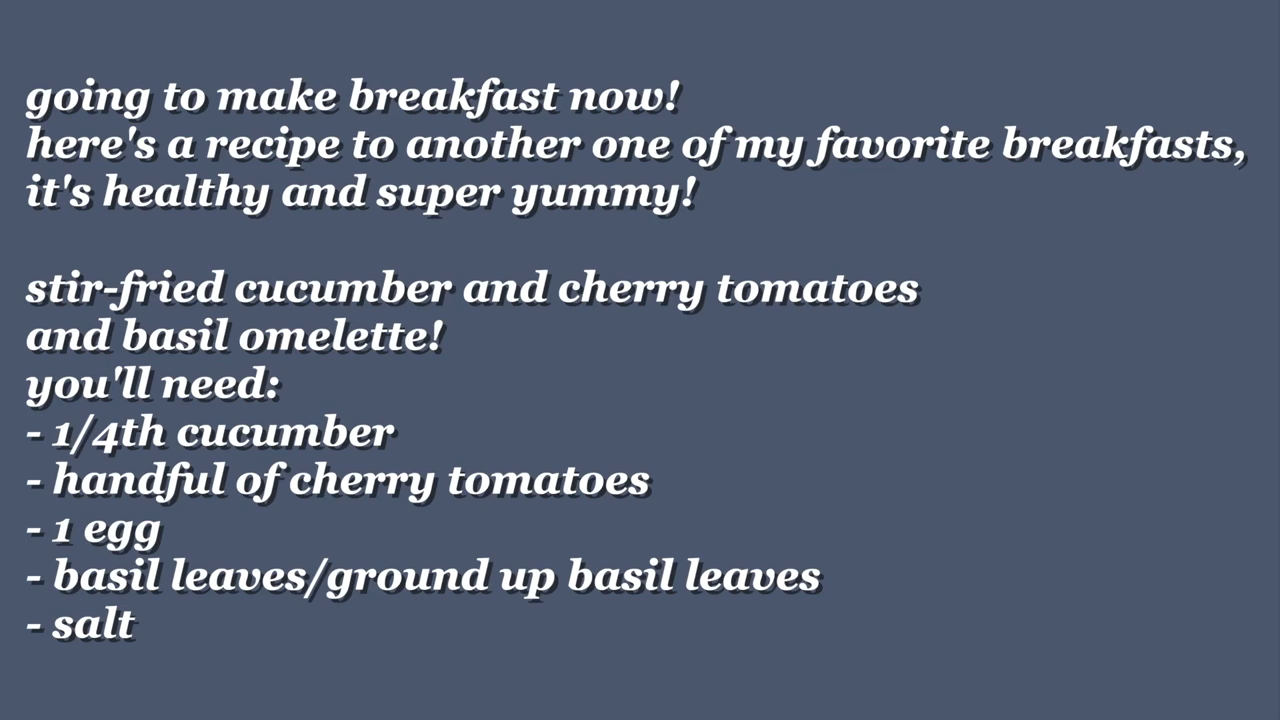 going to make breakfast now!
here's a recipe to another one of my favorite breakfasts,
it's healthy and super yummy!
stir-fried cucumber and cherry tomatoes
and basil omelette!
you'll need:
- 1/4th cucumber
- handful of cherry tomatoes
- 1 egg
- basil leaves/ground up basil leaves
- salt